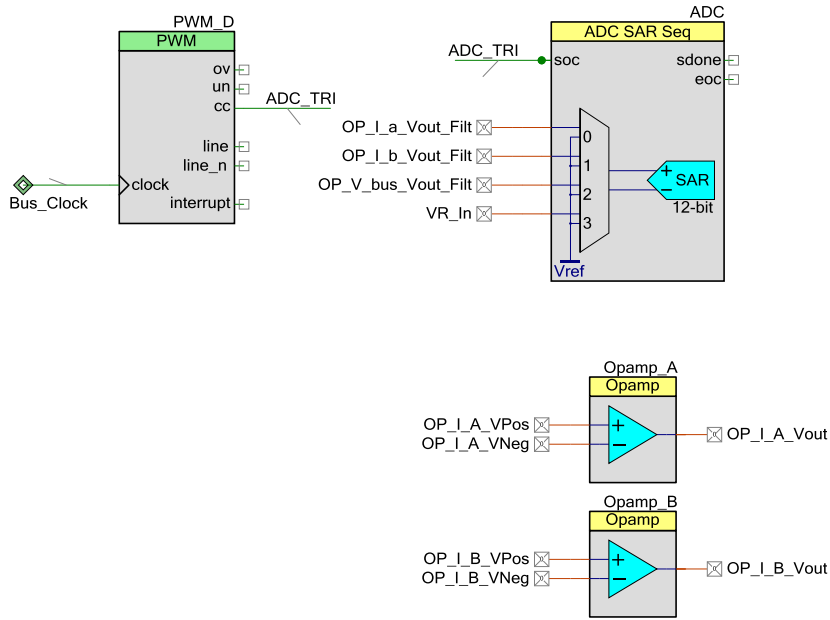 PWM_D
PWM
ov
un
cc
ADC_TRI
line
line_n
clock
interrupt
Bus_Clock
ADC
ADC SAR Seq
ADC_TRI
soc
sdone
eoc
OP_I_a_Vout_Filt
0
OP_I_b_Vout_Filt
1
OP_V_bus_Vout_Filt
2
VR_In
3
+
SAR
−
12-bit
Vref
Opamp_A
Opamp
OP_I_A_VPos
+
OP_I_A_VNeg
−
OP_I_A_Vout
Opamp_B
Opamp
OP_I_B_VPos
+
OP_I_B_VNeg
−
OP_I_B_Vout